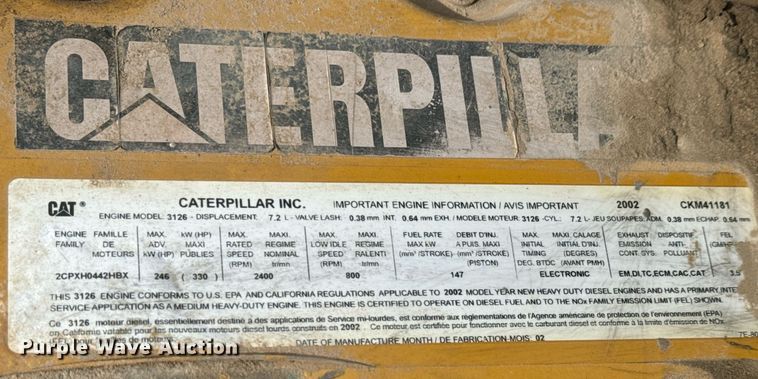 CATERPILLA
CAT ® CATERPILLAR INC. IMPORTANT ENGINE INFORMATION / AVIS IMPORTANT 2002 CKM41181
ENGINE MODEL: 3126 - DISPLACEMENT: 7.2 L - VALVE LASH: 0.38 mm INT. 0.64 mm EXH. / MODELE MOTEUR: 3126 - CYL.: 7.2 L- JEU SOUPAPES: ADM. 0.38 mm ECHAP. 0.64 mm
ENGINE FAMILLE MAX. kW (HP) MAX. MAXI. MAX. MAXI. FUEL RATE DEBIT D'INJ. MAX. MAXI. CALAGE EXHAUST DISPOSITIF FEL
FAMILY DE ADV. MAXI RATED REGIME LOW IDLE REGIME MAX kW A PUIS. MAXI INITIAL INITIAL D'INJ. EMISSION ANTI-
MOTEURS kW (HP) PUBLIES SPEED NOMINAL SPEED RALENTI (mm³ /STROKE) (mm³ /STROKE) TIMING (DEGRES) CONT. SYS. POLLUANT
(RPM) tr/mn (RPM) tr/mn (PISTON) DEG. BTDC (AVANT PMH)
2CPXH0442HBX 246 ( 330 ) 2400 800 147 ELECTRONIC EM,DI,TC,ECM,CAC,CAT 3.5
THIS 3126 ENGINE CONFORMS TO U.S. EPA AND CALIFORNIA REGULATIONS APPLICABLE TO 2002 MODEL YEAR NEW HEAVY DUTY DIESEL ENGINES AND HAS A PRIMARY
SERVICE APPLICATION AS A MEDIUM HEAVY-DUTY ENGINE. THIS ENGINE IS CERTIFIED TO OPERATE ON DIESEL FUEL AND TO THE NOx FAMILY EMISSION LIMIT (FEL) SHOWN.
Ce 3126 moteur diesel, essentiellement destiné à des applications de Service mi-lourdes, est conforme aux réglementations de l'Agence américaine de protection de l'environnement (EPA)
en Californie valable pour les nouveaux moteurs diesel lourds construits en 2002 . Ce moteur est certifié pour fonctionner avec le carburant diesel et conforme à la limite d'émission de NOx
de moteurs.
DATE OF MANUFACTURE MONTH / DE FABRICATION-MOIS: 02
Purple Wave Auction